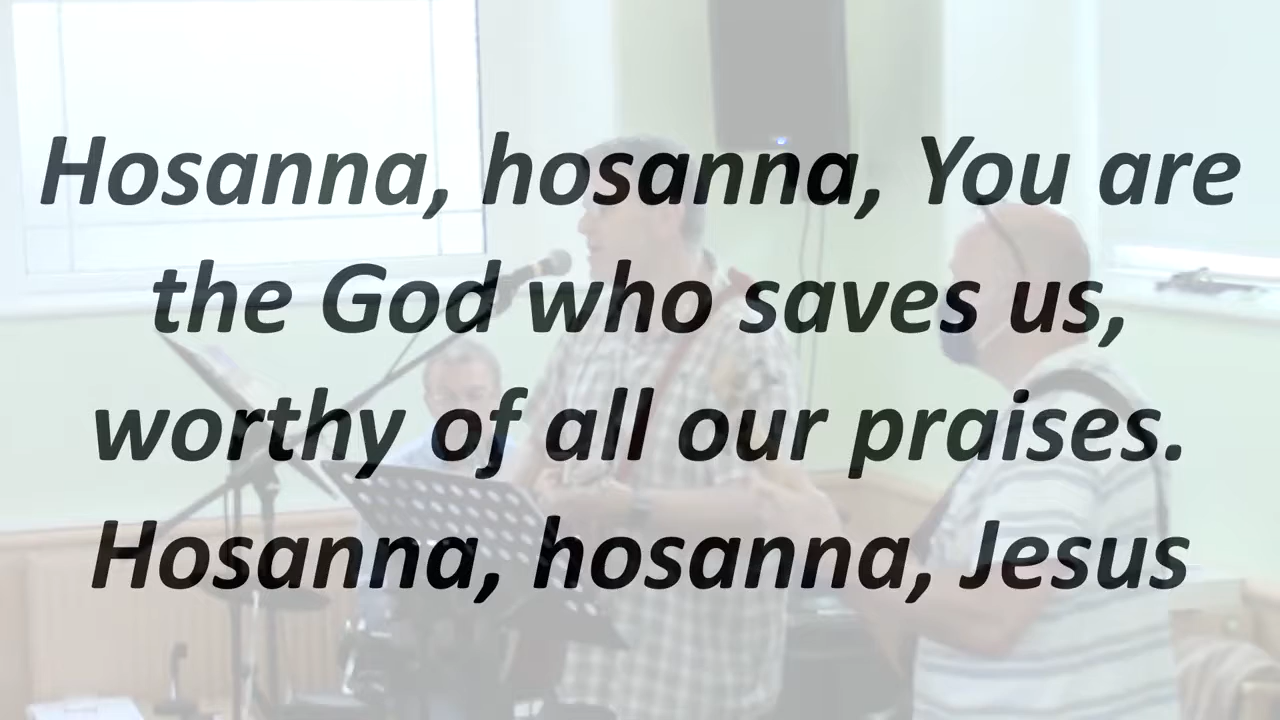 Hosanna, hosanna, You are
the God who saves us,
worthy of all our praises.
Hosanna, hosanna, Jesus